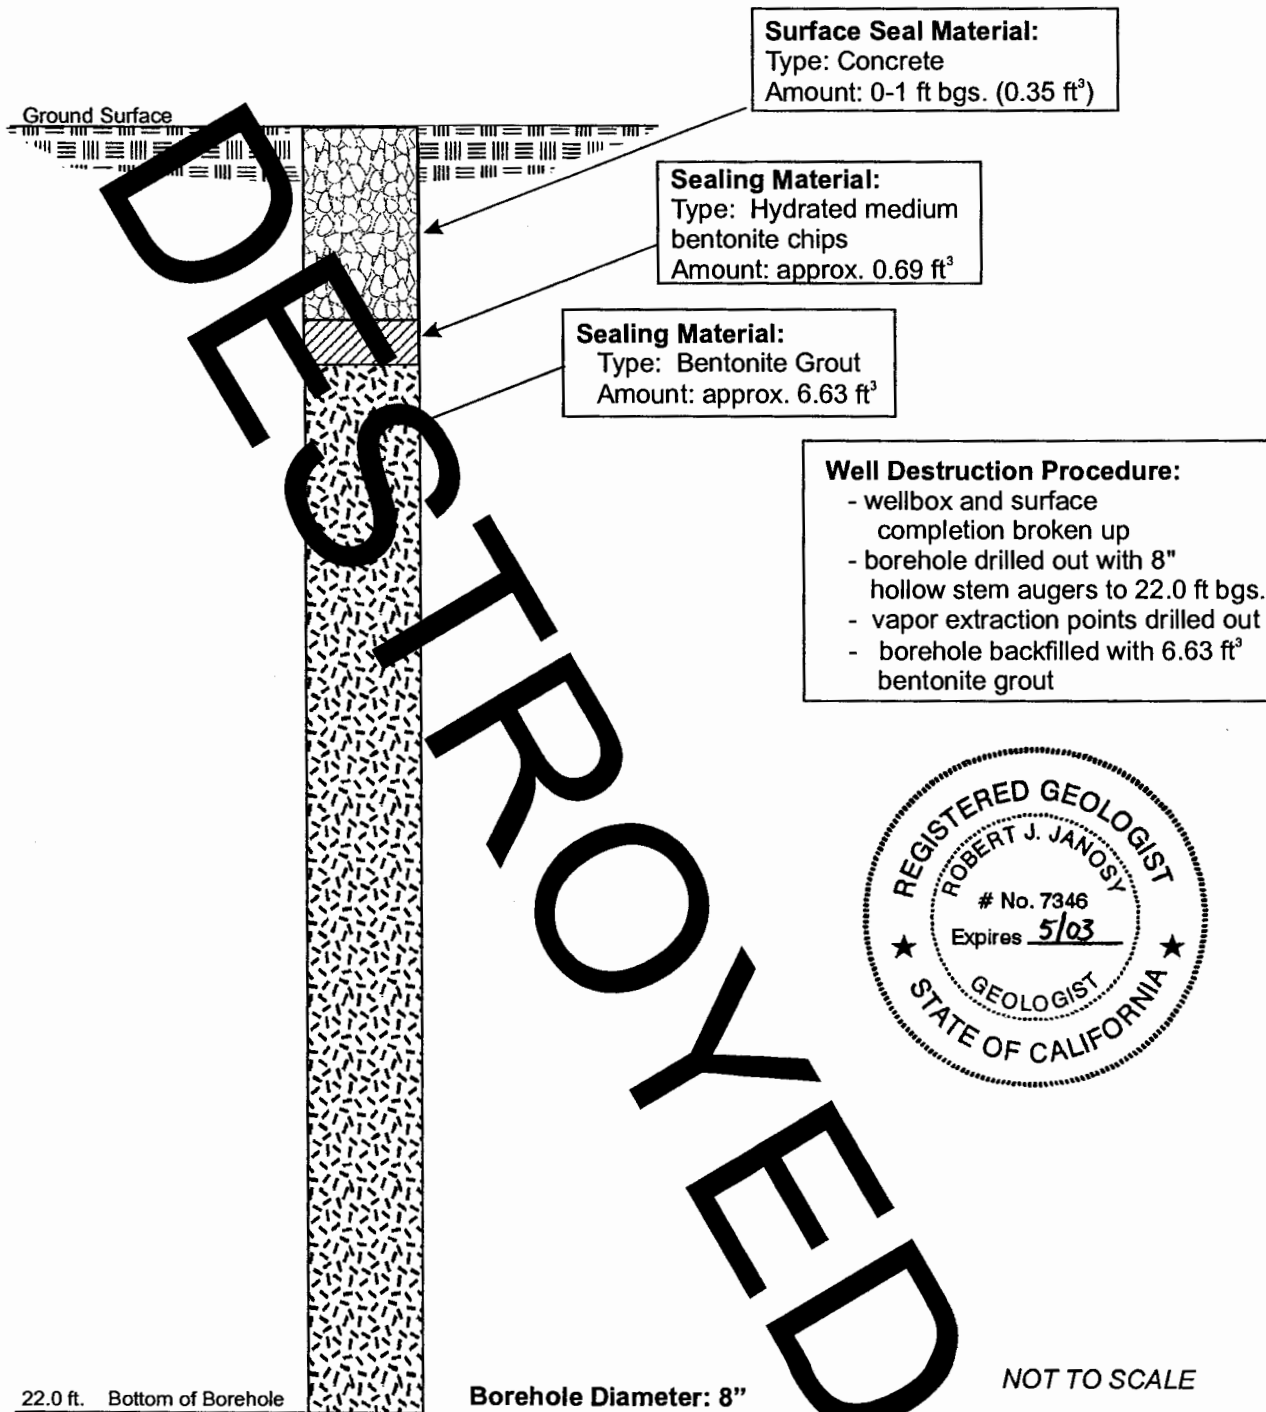 Surface Seal Material:
Type: Concrete
Amount: 0-1 ft bgs. (0.35 ft³)
Ground Surface
Sealing Material:
Type: Hydrated medium
bentonite chips
Amount: approx. 0.69 ft³
Sealing Material:
Type: Bentonite Grout
Amount: approx. 6.63 ft³
Well Destruction Procedure:
- wellbox and surface
completion broken up
- borehole drilled out with 8"
hollow stem augers to 22.0 ft bgs.
- vapor extraction points drilled out
- borehole backfilled with 6.63 ft³
bentonite grout
DESTROYED
REGISTERED GEOLOGIST
ROBERT J. JANOSY
# No. 7346
Expires 5/03
GEOLOGIST
★ STATE OF CALIFORNIA ★
NOT TO SCALE
22.0 ft. Bottom of Borehole
Borehole Diameter: 8”